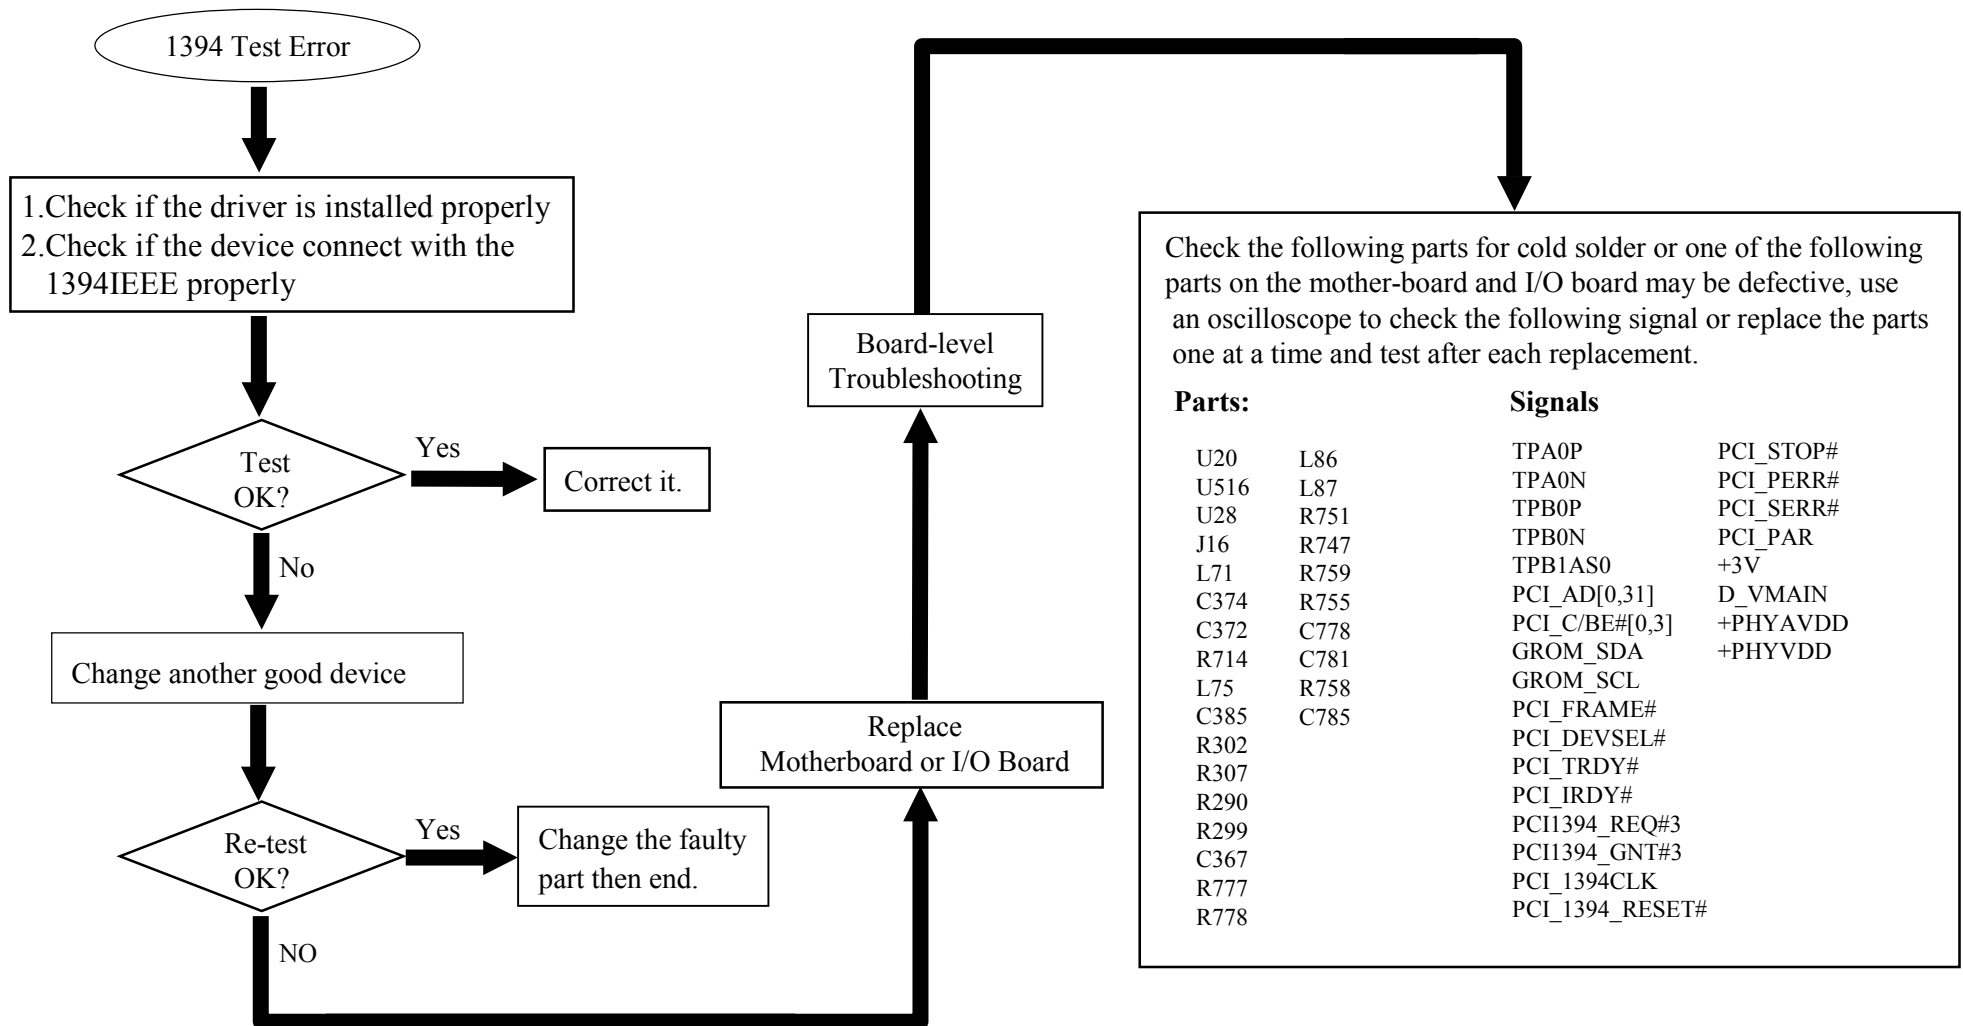 1394 Test Error
1.Check if the driver is installed properly
2.Check if the device connect with the
1394IEEE properly
Test
OK?
Yes
Correct it.
No
Change another good device
Re-test
OK?
Yes
Change the faulty
part then end.
NO
Replace
Motherboard or I/O Board
Board-level
Troubleshooting
Check the following parts for cold solder or one of the following
parts on the mother-board and I/O board may be defective, use
an oscilloscope to check the following signal or replace the parts
one at a time and test after each replacement.
Parts:
U20
U516
U28
J16
L71
C374
C372
R714
L75
C385
R302
R307
R290
R299
C367
R777
R778
L86
L87
R751
R747
R759
R755
C778
C781
R758
C785
Signals
TPA0P
TPA0N
TPB0P
TPB0N
TPB1AS0
PCI_AD[0,31]
PCI_C/BE#[0,3]
GROM_SDA
GROM_SCL
PCI_FRAME#
PCI_DEVSEL#
PCI_TRDY#
PCI_IRDY#
PCI1394_REQ#3
PCI1394_GNT#3
PCI_1394CLK
PCI_1394_RESET#
PCI_STOP#
PCI_PERR#
PCI_SERR#
PCI_PAR
+3V
D_VMAIN
+PHYAVDD
+PHYVDD